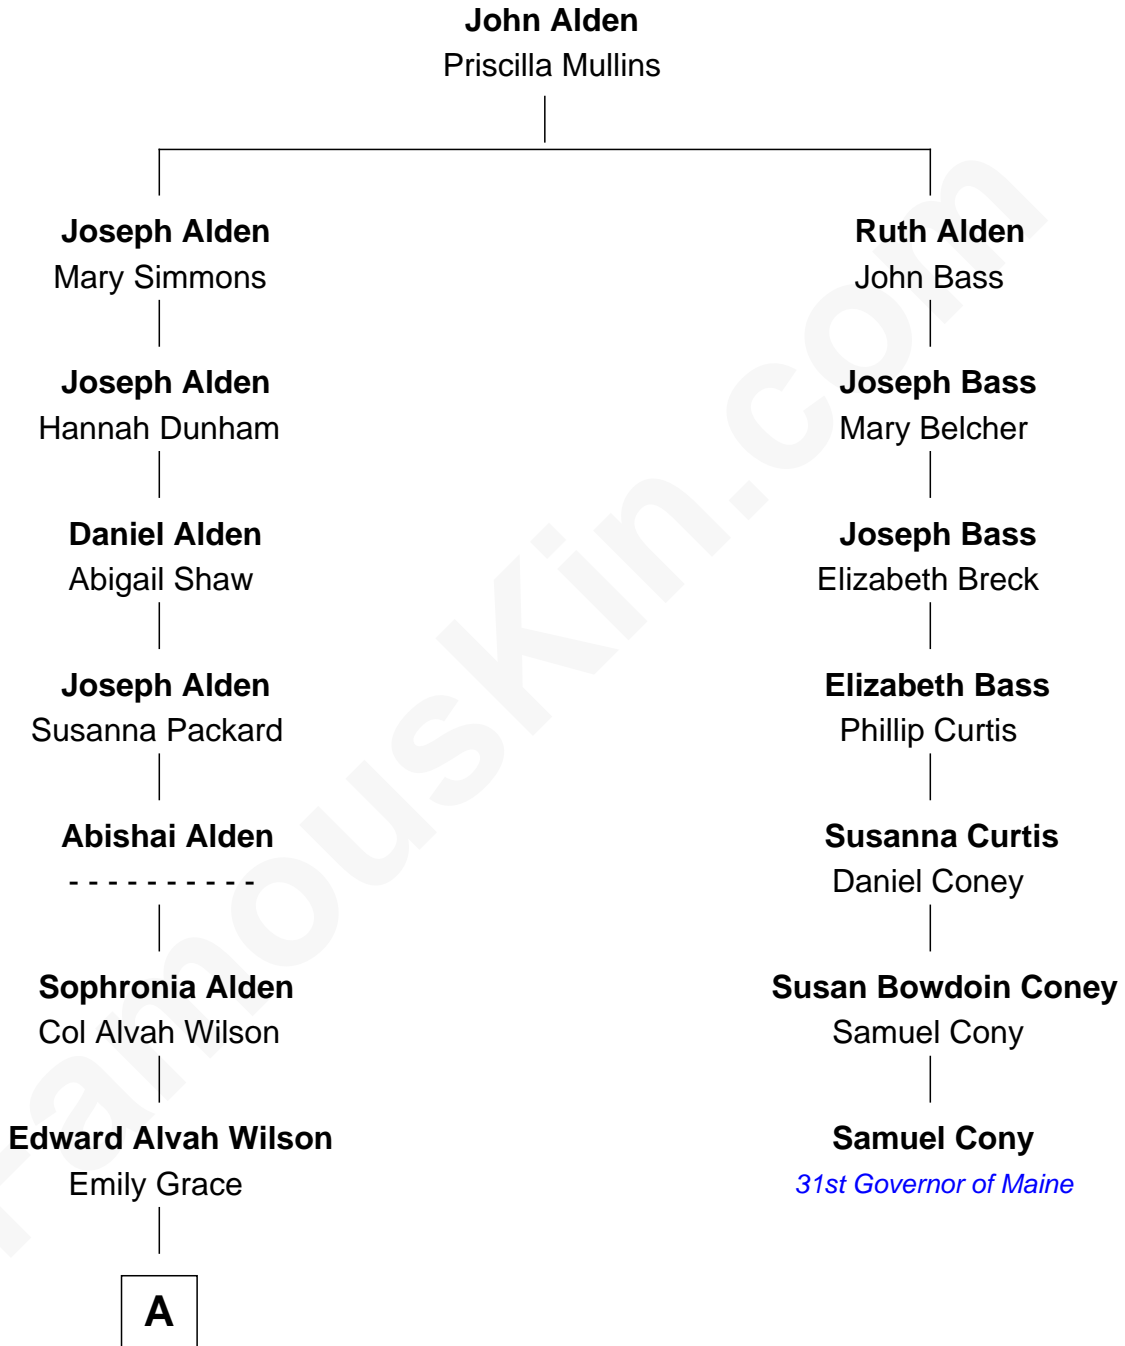 John Alden
Priscilla Mullins
Joseph Alden
Mary Simmons
Ruth Alden
John Bass
Joseph Alden
Hannah Dunham
Joseph Bass
Mary Belcher
Daniel Alden
Abigail Shaw
Joseph Bass
Elizabeth Breck
Joseph Alden
Susanna Packard
Elizabeth Bass
Phillip Curtis
Abishai Alden
- - - - - - - - - -
Susanna Curtis
Daniel Coney
Sophronia Alden
Col Alvah Wilson
Susan Bowdoin Coney
Samuel Cony
Edward Alvah Wilson
Emily Grace
Samuel Cony
31st Governor of Maine
A
FamousKin.com